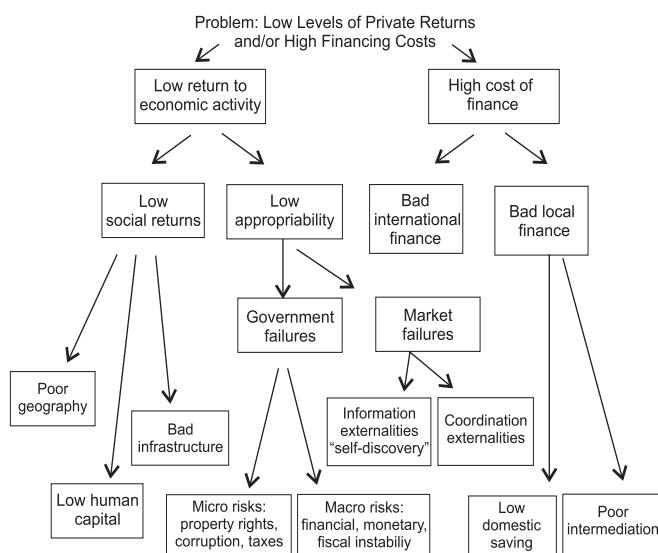 Problem: Low Levels of Private Returns
and/or High Financing Costs
Low return to
economic activity
High cost of
finance
Low
social returns
Low
appropriability
Bad
international
finance
Bad local
finance
Government
failures
Market
failures
Poor
geography
Bad
infrastructure
Information
externalities
“self-discovery”
Coordination
externalities
Low human
capital
Micro risks:
property rights,
corruption, taxes
Macro risks:
financial, monetary,
fiscal instabiliy
Low
domestic
saving
Poor
intermediation